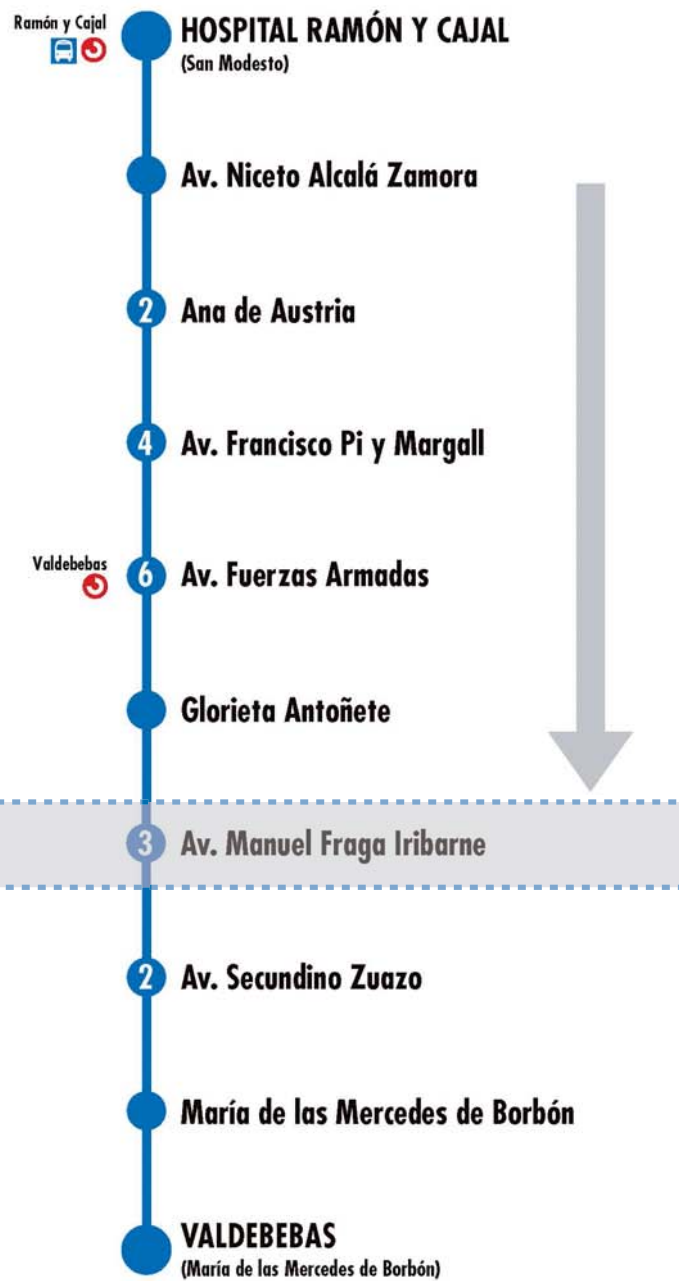 Ramón y Cajal
HOSPITAL RAMÓN Y CAJAL
(San Modesto)
Av. Niceto Alcalá Zamora
2 Ana de Austria
4 Av. Francisco Pi y Margall
Valdebebas
6 Av. Fuerzas Armadas
Glorieta Antoñete
3 Av. Manuel Fraga Iribarne
2 Av. Secundino Zuazo
María de las Mercedes de Borbón
VALDEBEBAS
(María de las Mercedes de Borbón)